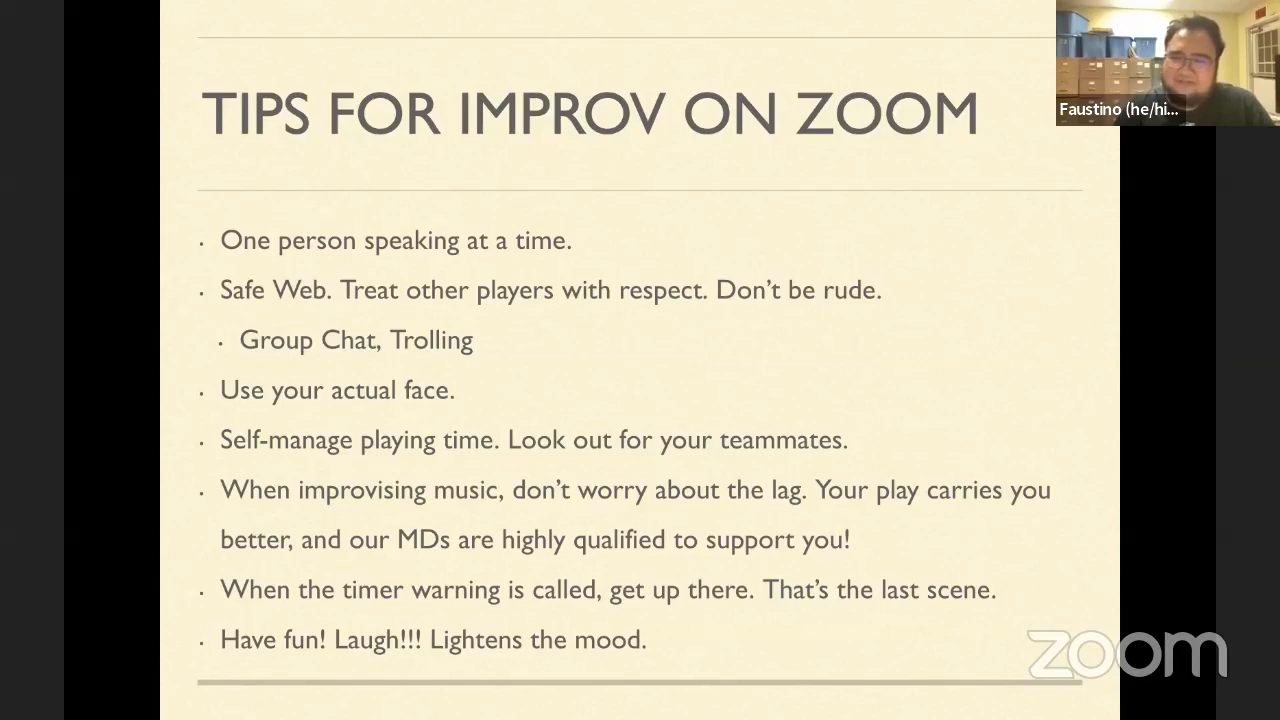 TIPS FOR IMPROV ON ZOOM
Faustino (he/hi...
· One person speaking at a time.
· Safe Web. Treat other players with respect. Don’t be rude.
· Group Chat, Trolling
· Use your actual face.
· Self-manage playing time. Look out for your teammates.
· When improvising music, don’t worry about the lag. Your play carries you
better, and our MDs are highly qualified to support you!
· When the timer warning is called, get up there. That’s the last scene.
· Have fun! Laugh!!! Lightens the mood.
zoom